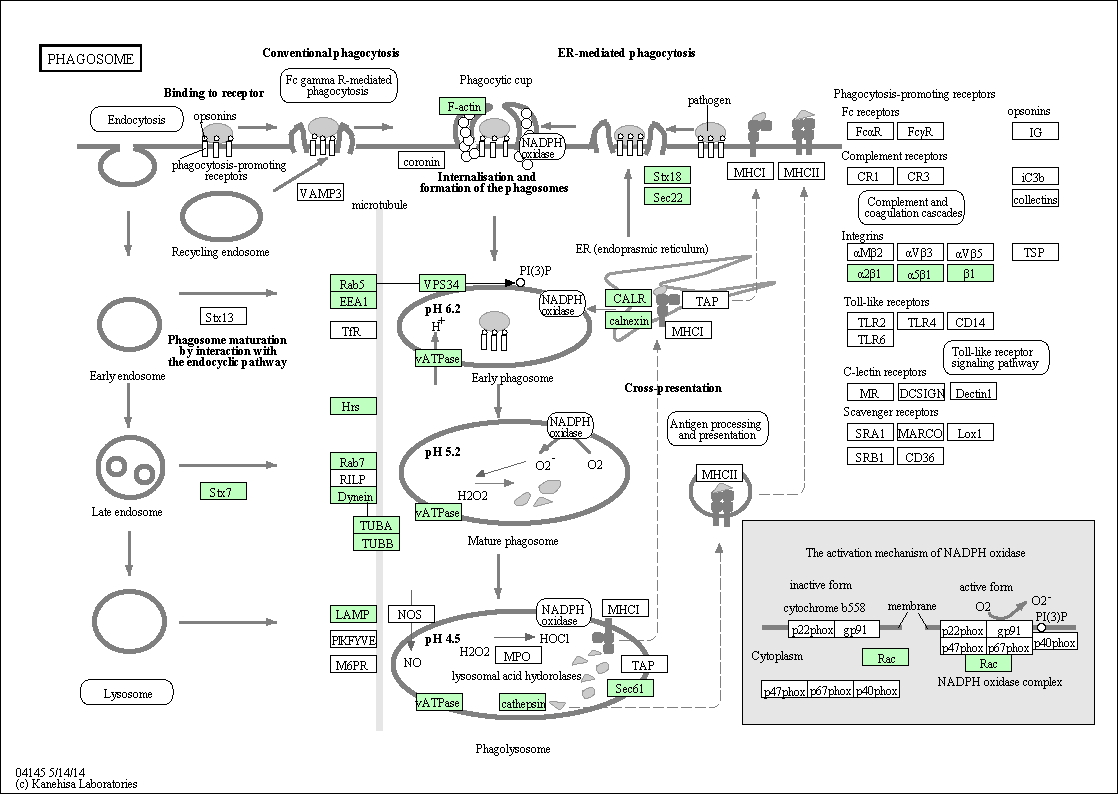 PHAGOSOME
Conventional phagocytosis
ER-mediated phagocytosis
Binding to receptor
Fc gamma R-mediated
phagocytosis
Phagocytic cup
Endocytosis
opsonins
F-actin
pathogen
NADPH
oxidase
coronin
phagocytosis-promoting
receptors
VAMP3
microtubule
Internalisation and
formation of the phagosomes
Stx18
Sec22
MHCI
MHCII
Recycling endosome
ER (endoprasmic reticulum)
Rab5
EEA1
VPS34
PI(3)P
NADPH
oxidase
CALR
calnexin
TAP
MHCI
pH 6.2
H+
TfR
vATPase
Stx13
Phagosome maturation
by interaction with
the endocyclic pathway
Early endosome
Early phagosome
Cross-presentation
Hrs
NADPH
oxidase
pH 5.2
O2-
O2
H2O2
vATPase
Antigen processing
and presentation
MHCII
Rab7
RILP
Dynein
Stx7
TUBA
TUBB
Late endosome
Mature phagosome
LAMP
PIKFYVE
M6PR
NOS
NO
NADPH
oxidase
MHCI
pH 4.5
H2O2
HOCl
MPO
lysosomal acid hydorolases
TAP
Sec61
vATPase
cathepsin
Lysosome
Phagolysosome
Phagocytosis-promoting receptors
Fc receptors
FcαR
FcγR
opsonins
IG
Complement receptors
CR1
CR3
iC3b
collectins
Complement and
coagulation cascades
Integrins
αMβ2
αVβ3
αVβ5
TSP
α2β1
α5β1
β1
Toll-like receptors
TLR2
TLR4
CD14
TLR6
Toll-like receptor
signaling pathway
C-lectin receptors
MR
DCSIGN
Dectin1
Scavenger receptors
SRA1
MARCO
Lox1
SRB1
CD36
The activation mechanism of NADPH oxidase
inactive form
active form
cytochrome b558
membrane
O2
O2-
PI(3)P
p22phox
gp91
p22phox
gp91
p47phox
p67phox
p40phox
Cytoplasm
Rac
Rac
NADPH oxidase complex
p47phox
p67phox
p40phox
04145 5/14/14
(c) Kanehisa Laboratories